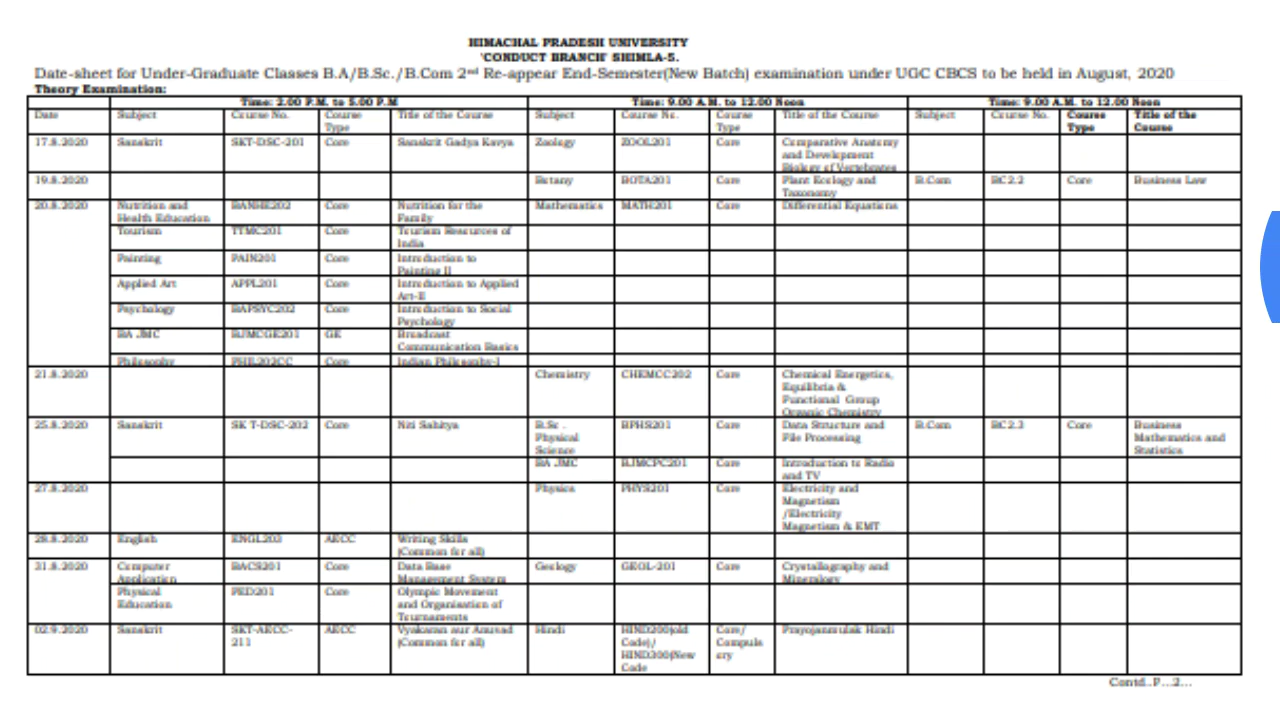 HIMACHAL PRADESH UNIVERSITY
'CONDUCT BRANCH' SHIMLA-5.
Date-sheet for Under-Graduate Classes B.A/B.Sc./B.Com 2nd Re-appear End-Semester(New Batch) examination under UGC CBCS to be held in August, 2020
Theory Examination:
Time: 2.00 P.M. to 5.00 P.M Time: 9.00 A.M. to 12.00 Noon Time: 9.00 A.M. to 12.00 Noon
Date Subject Course No. Course Type Title of the Course Subject Course No. Course Type Title of the Course Subject Course No. Course Type Title of the Course
17.8.2020 Sanskrit SKT-DSC-201 Core Sanskrit Gadya Kavya Zoology ZOOL201 Core Comparative Anatomy and Development Biology of Vertebrates
19.8.2020 Botany BOTA201 Core Plant Ecology and Taxonomy B.Com BC2.2 Core Business Law
20.8.2020 Nutrition and Health Education BANHE202 Core Nutrition for the Family Mathematics MATH201 Core Differential Equations
Tourism TTMC201 Core Tourism Resources of India
Painting PAIN201 Core Introduction to Painting II
Applied Art APPL201 Core Introduction to Applied Art-II
Psychology BAPSYC202 Core Introduction to Social Psychology
BA JMC BJMCGE201 GE Broadcast Communication Basics
Philosophy PHIL202CC Core Indian Philosophy-I
21.8.2020 Chemistry CHEMCC202 Core Chemical Energetics, Equilibria & Functional Group Organic Chemistry
25.8.2020 Sanskrit SK T-DSC-202 Core Niti Sahitya B.Sc . Physical Science BPHS201 Core Data Structure and File Processing B.Com BC2.3 Core Business Mathematics and Statistics
BA JMC BJMCPC201 Core Introduction to Radio and TV
27.8.2020 Physics PHYS201 Core Electricity and Magnetism /Electricity Magnetism & EMT
28.8.2020 English ENGL203 AECC Writing Skills (Common for all)
31.8.2020 Computer Application BACS201 Core Data Base Management System Geology GEOL-201 Core Crystallography and Mineralogy
Physical Education PED201 Core Olympic Movement and Organisation of Tournaments
02.9.2020 Sanskrit SKT-AECC-211 AECC Vyakaran aur Anuvad (Common for all) Hindi HIND200(old Code)/ HIND300(New Code Core/ Compulsory Prayojanmulak Hindi
Contd..P...2...